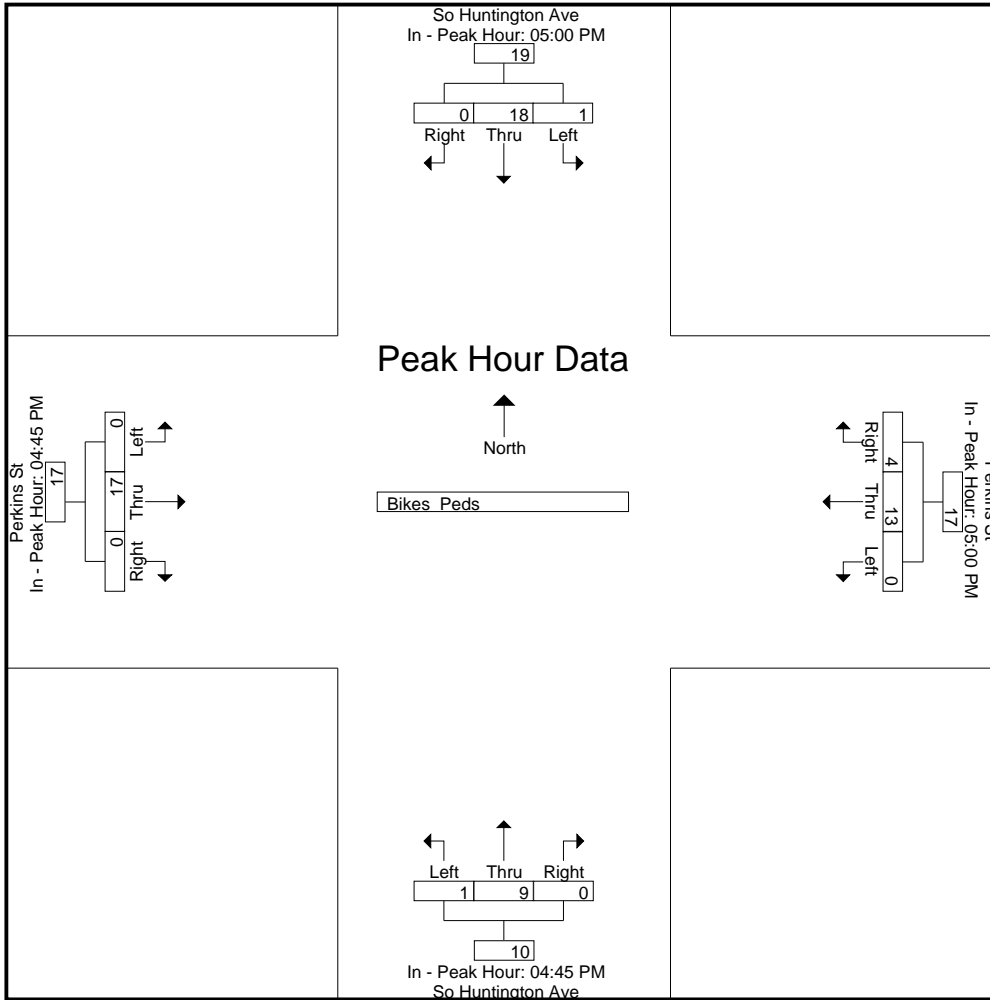 So Huntington Ave
In - Peak Hour: 05:00 PM
19
0 18 1
Right Thru Left
Peak Hour Data
North
Bikes Peds
Perkins St
In - Peak Hour: 04:45 PM
17
0 17 0
Left Thru Right
Perkins St
In - Peak Hour: 05:00 PM
17
4 13 0
Right Thru Left
Left Thru Right
1 9 0
10
In - Peak Hour: 04:45 PM
So Huntington Ave